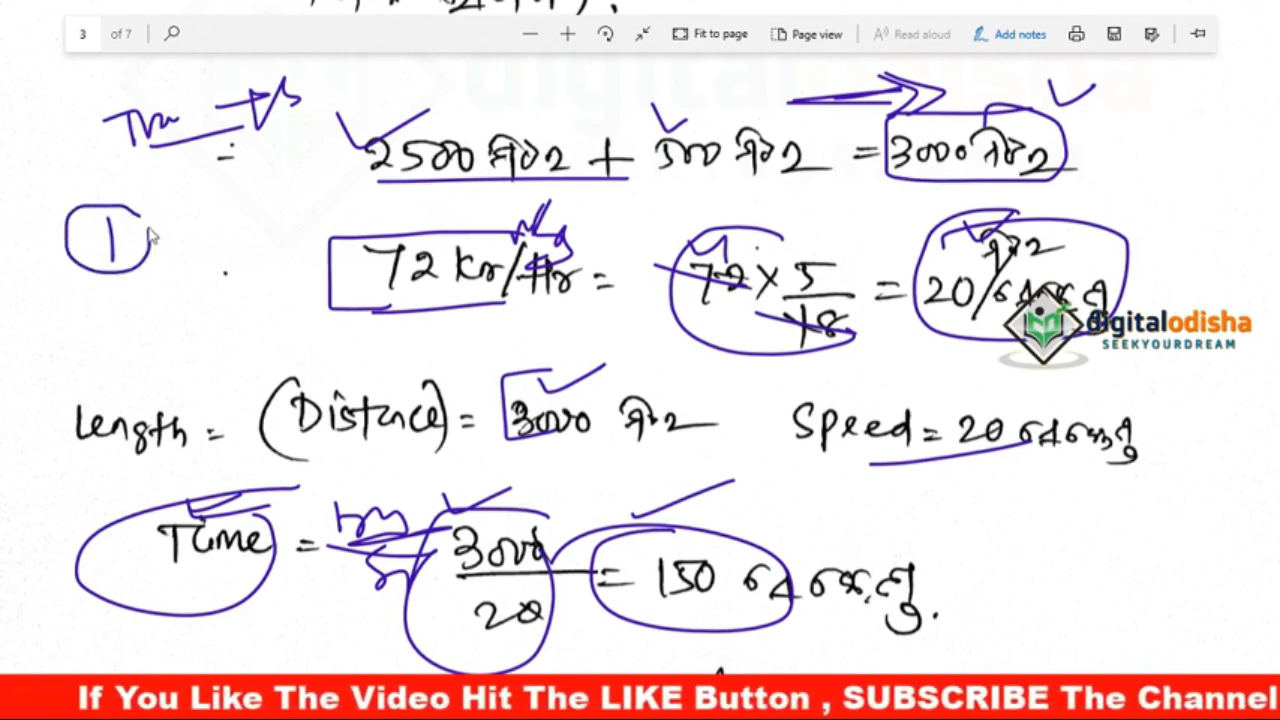 3 of 7 Fit to page Page view Read aloud Add notes
2500 ମିଟର + 500 ମିଟର = 3000 ମିଟର
1
72 Km/Hr = 72 × 5/18 = 20 ମିଟର/ସେକେଣ୍ଡ
digitalodisha
SEEKYOURDREAM
Length = (Distance) = 3000 ମିଟର Speed = 20 ସେକେଣ୍ଡ
Time = 3000/20 = 150 ସେକେଣ୍ଡ.
If You Like The Video Hit The LIKE Button , SUBSCRIBE The Channel